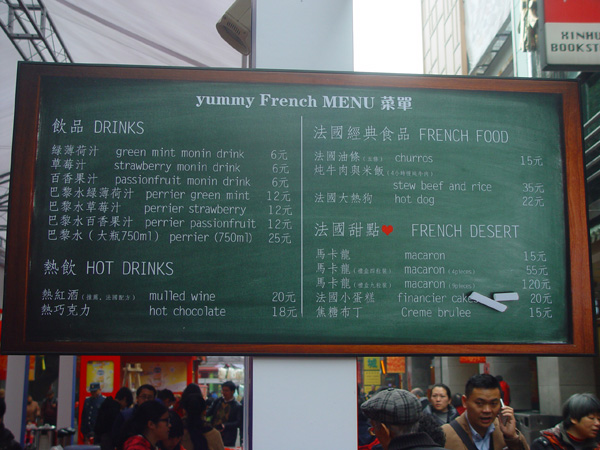 XINHU
BOOKST
yummy French MENU 菜單
飲品 DRINKS
綠薄荷汁 green mint monin drink 6元
草莓汁 strawberry monin drink 6元
百香果汁 passionfruit monin drink 6元
巴黎水綠薄荷汁 perrier green mint 12元
巴黎水草莓汁 perrier strawberry 12元
巴黎水百香果汁 perrier passionfruit 12元
巴黎水（大瓶750ml） perrier (750ml) 25元
熱飲 HOT DRINKS
熱紅酒（推薦，法國配方） mulled wine 20元
熱巧克力 hot chocolate 18元
法國經典食品 FRENCH FOOD
法國油條 churros 15元
炖牛肉與米飯
stew beef and rice 35元
法國大熱狗 hot dog 22元
法國甜點❤ FRENCH DESERT
馬卡龍 macaron 15元
馬卡龍 macaron 55元
馬卡龍 macaron 120元
法國小蛋糕 financier cake 20元
焦糖布丁 Creme brulee 15元